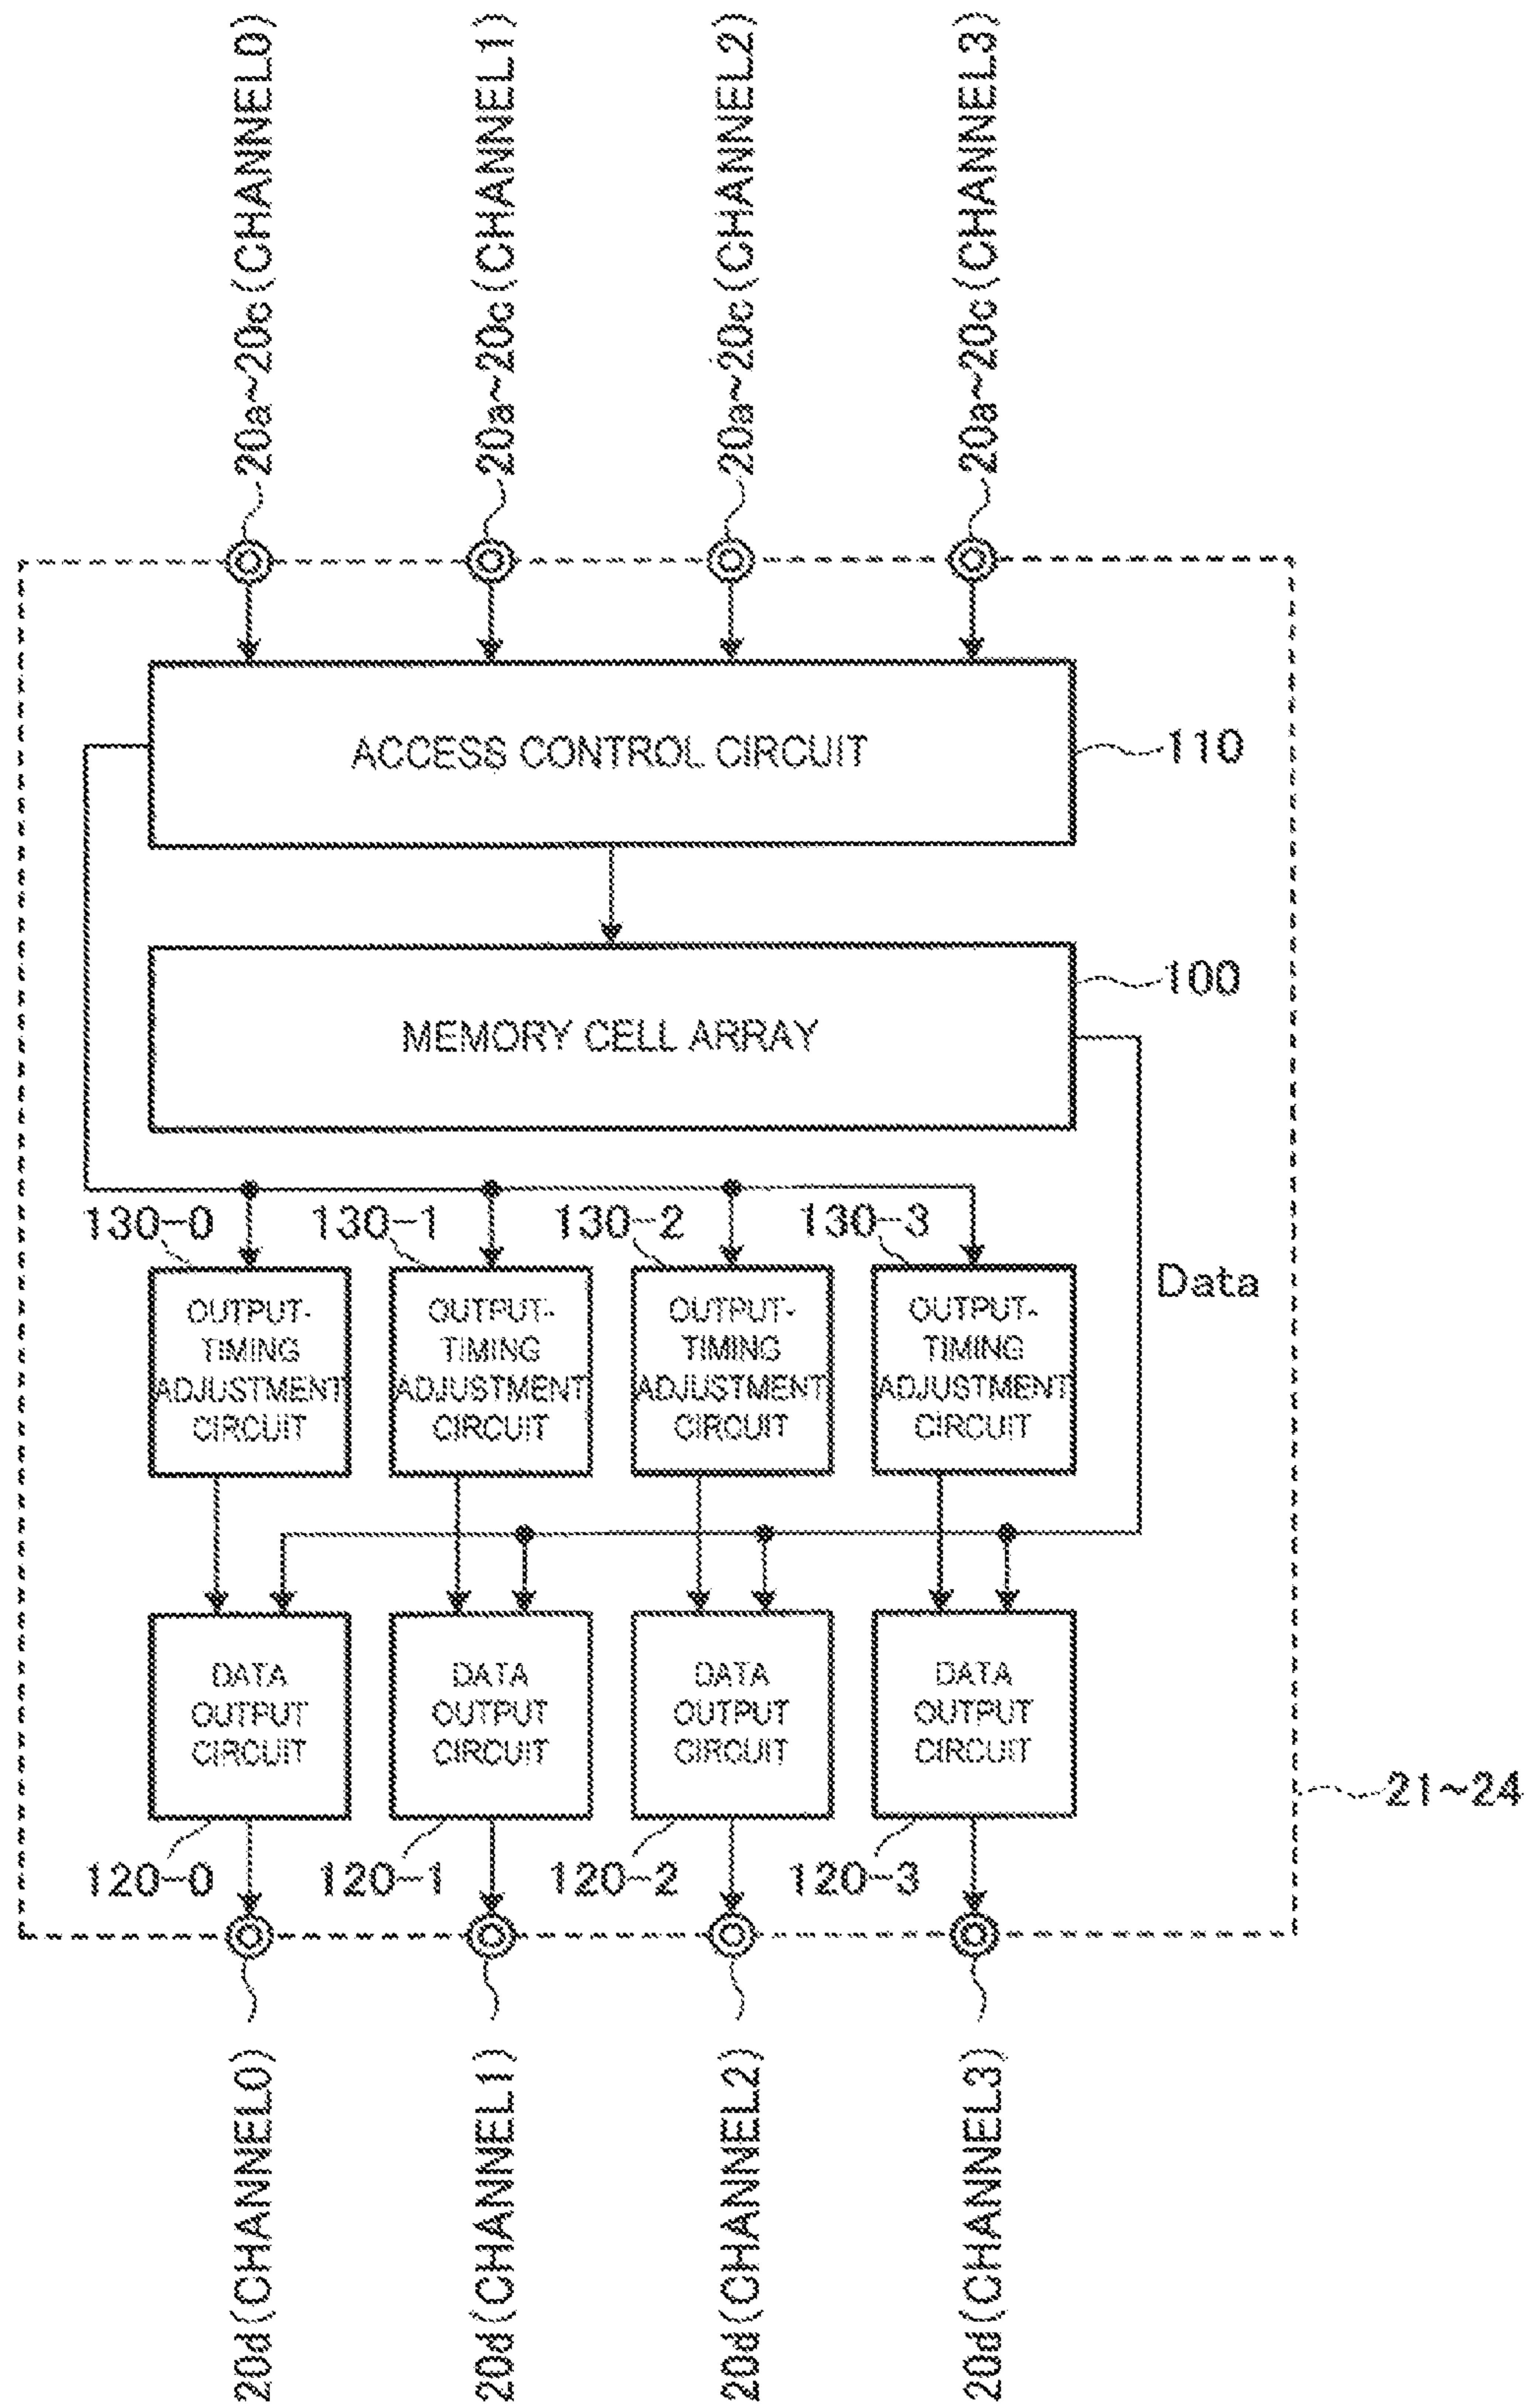 20a~20c(CHANNEL0)
20a~20c(CHANNEL1)
20a~20c(CHANNEL2)
20a~20c(CHANNEL3)
ACCESS CONTROL CIRCUIT
110
MEMORY CELL ARRAY
100
130-0
130-1
130-2
130-3
Data
OUTPUT-
TIMING
ADJUSTMENT
CIRCUIT
OUTPUT-
TIMING
ADJUSTMENT
CIRCUIT
OUTPUT-
TIMING
ADJUSTMENT
CIRCUIT
OUTPUT-
TIMING
ADJUSTMENT
CIRCUIT
DATA
OUTPUT
CIRCUIT
DATA
OUTPUT
CIRCUIT
DATA
OUTPUT
CIRCUIT
DATA
OUTPUT
CIRCUIT
21~24
120-0
120-1
120-2
120-3
20d(CHANNEL0)
20d(CHANNEL1)
20d(CHANNEL2)
20d(CHANNEL3)